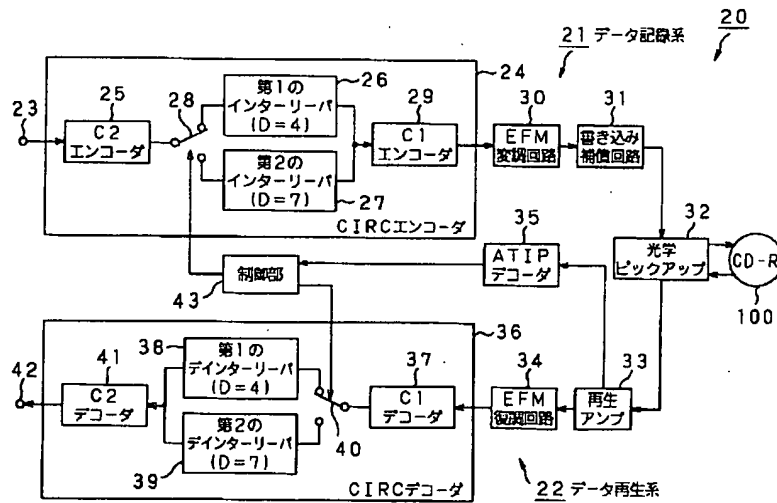 20
21 データ記録系
24
25
C2
エンコーダ
23
28
26
第1の
インターリーバ
(D=4)
第2の
インターリーバ
(D=7)
27
29
C1
エンコーダ
CIRCエンコーダ
30
EFM
変調回路
31
書き込み
補償回路
32
光学
ピックアップ
CD-R
100
35
ATIP
デコーダ
制御部
43
36
38
第1の
デインターリーバ
(D=4)
41
C2
デコーダ
42
第2の
デインターリーバ
(D=7)
39
40
37
C1
デコーダ
CIRCデコーダ
34
EFM
復調回路
33
再生
アンプ
22 データ再生系